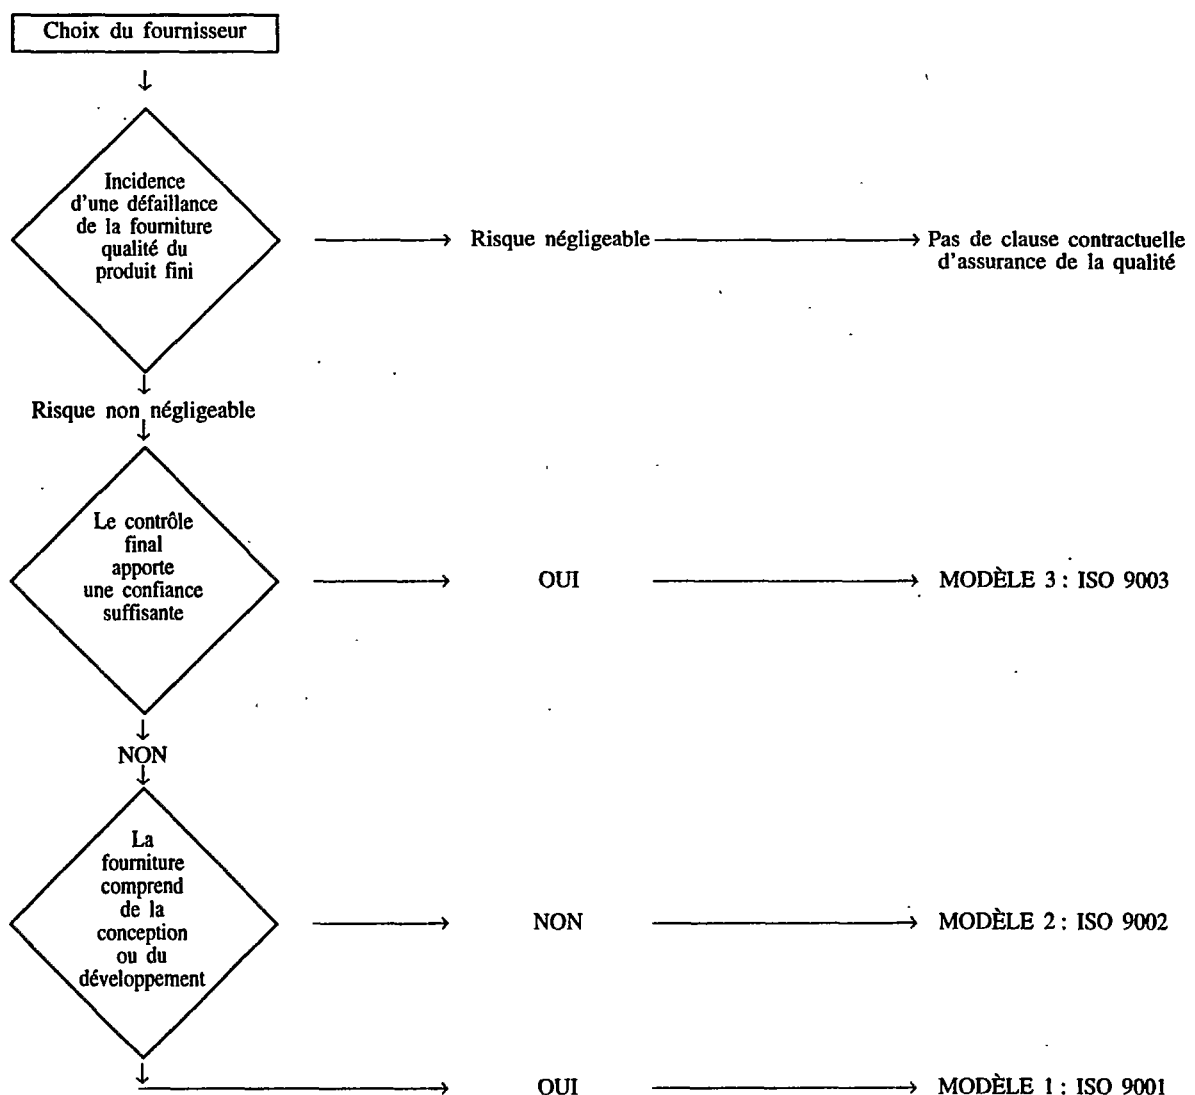 Choix du fournisseur
Incidence
d'une défaillance
de la fourniture
qualité du
produit fini
Risque négligeable
Pas de clause contractuelle
d'assurance de la qualité
Risque non négligeable
Le contrôle
final
apporte
une confiance
suffisante
OUI
MODÈLE 3 : ISO 9003
NON
La
fourniture
comprend
de la
conception
ou du
développement
NON
MODÈLE 2 : ISO 9002
OUI
MODÈLE 1 : ISO 9001